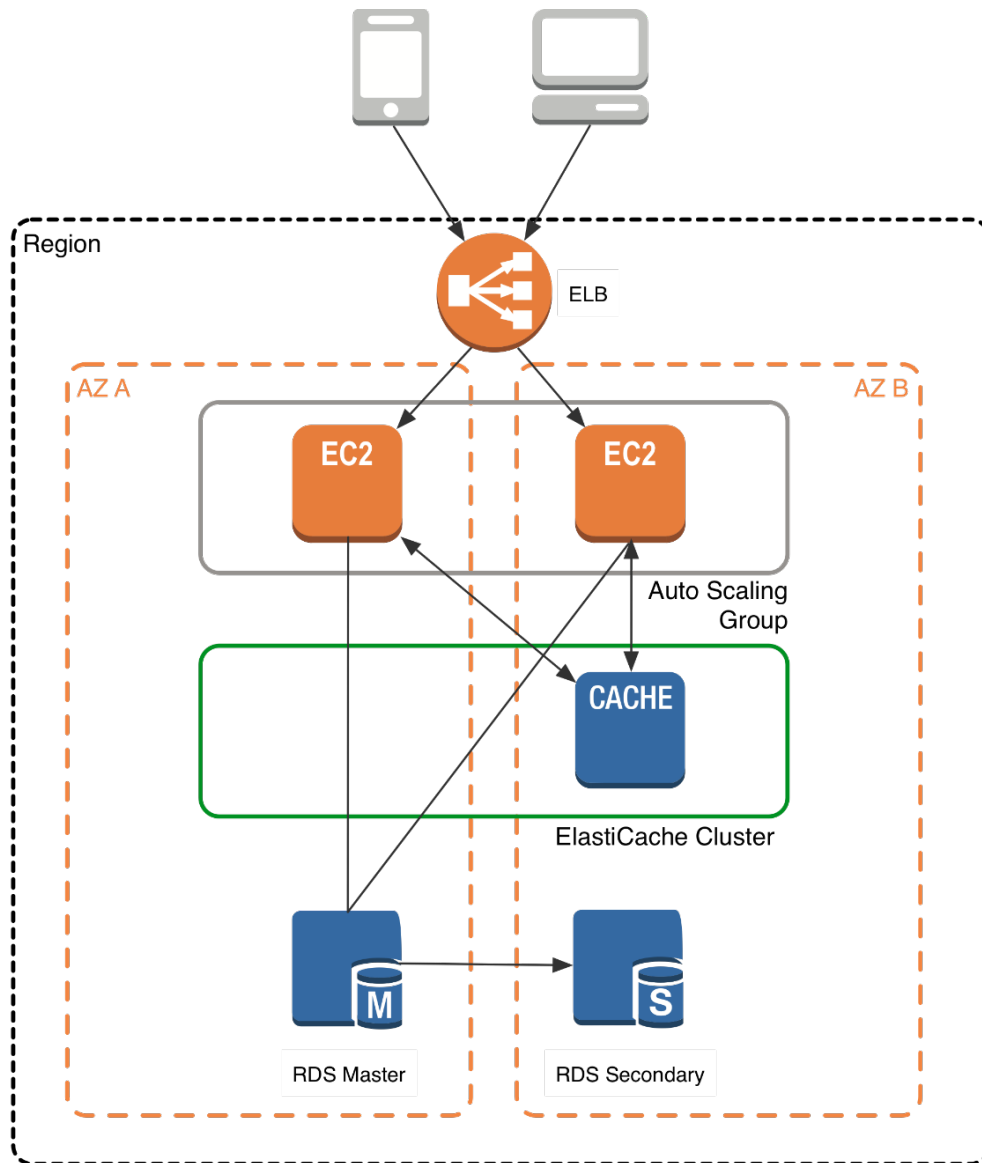 Region
ELB
AZ A
AZ B
EC2
EC2
Auto Scaling
Group
CACHE
ElastiCache Cluster
M
S
RDS Master
RDS Secondary